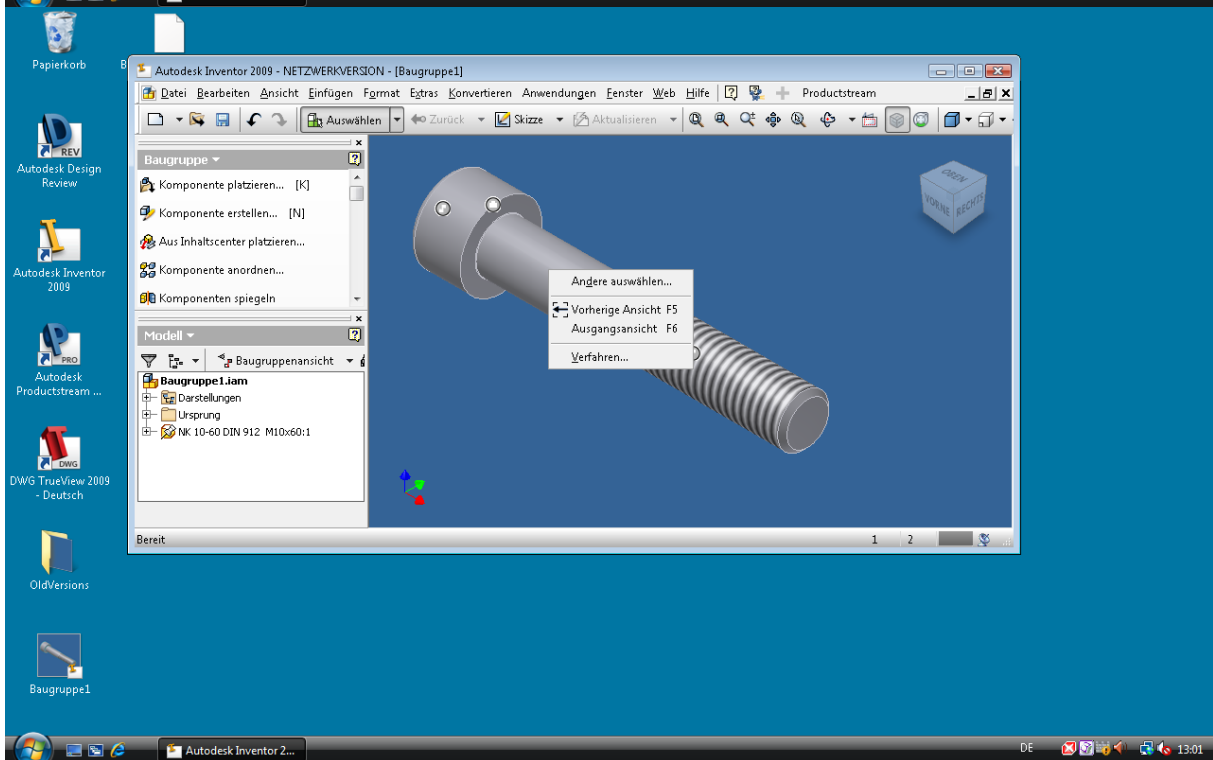 Papierkorb
B
Autodesk Design
Review
REV
Autodesk Inventor
2009
PRO
Autodesk
Productstream ...
DWG
DWG TrueView 2009
- Deutsch
OldVersions
Baugruppe1
Autodesk Inventor 2009 - NETZWERKVERSION - [Baugruppe1]
Datei Bearbeiten Ansicht Einfügen Format Extras Konvertieren Anwendungen Fenster Web Hilfe Productstream
Auswählen Zurück Skizze Aktualisieren
Baugruppe
Komponente platzieren... [K]
Komponente erstellen... [N]
Aus Inhaltscenter platzieren...
Komponente anordnen...
Komponenten spiegeln
Modell
Baugruppenansicht
Baugruppe1.iam
Darstellungen
Ursprung
NK 10-60 DIN 912 M10x60:1
OBEN
VORNE RECHTS
Andere auswählen...
Vorherige Ansicht F5
Ausgangsansicht F6
Verfahren...
Bereit 1 2
Autodesk Inventor 2... DE 13:01